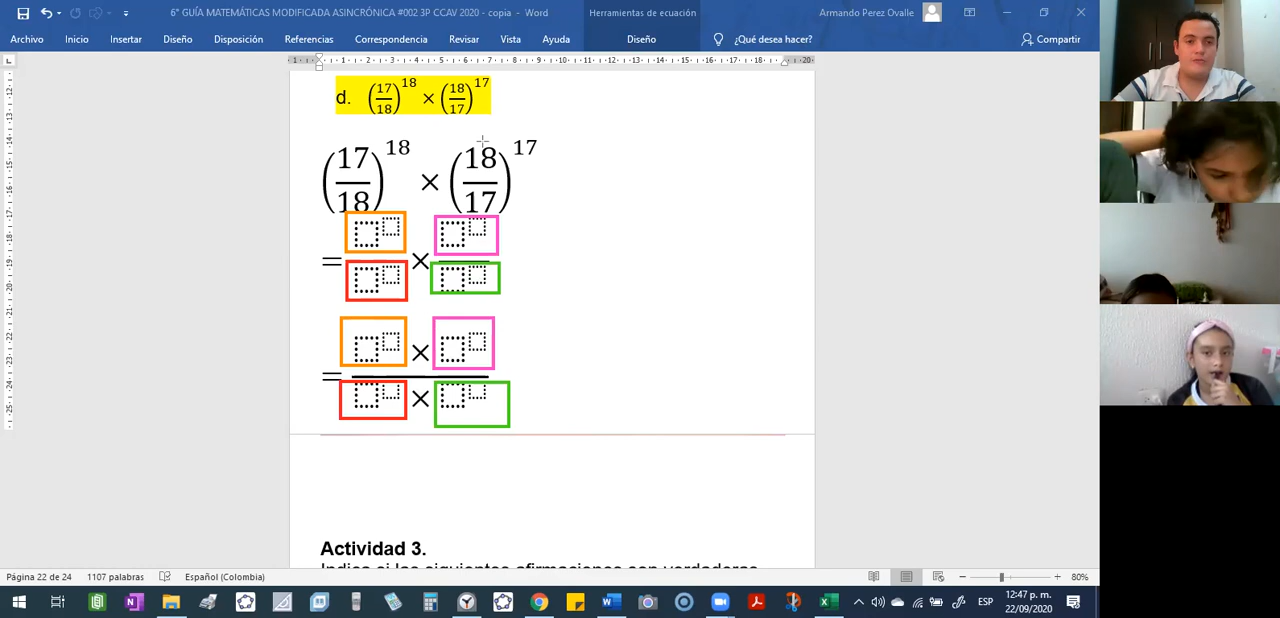 6° GUÍA MATEMÁTICAS MODIFICADA ASINCRÓNICA #002 3P CCAV 2020 - copia - Word
Herramientas de ecuación
Armando Perez Ovalle
Archivo Inicio Insertar Diseño Disposición Referencias Correspondencia Revisar Vista Ayuda Diseño ¿Qué desea hacer? Compartir
d. (17/18)^18 × (18/17)^17
(17/18)^18 × (18/17)^17
= ×
×
= ×
Actividad 3.
Página 22 de 24 1107 palabras Español (Colombia) 80%
ESP 12:47 p. m.
22/09/2020